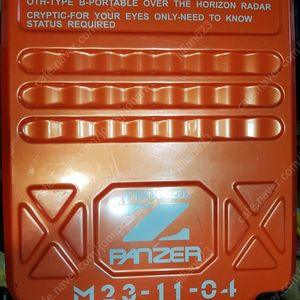 OTH-TYPE B-PORTABLE OVER THE HORIZON RADAR
CRYPTIC-FOR YOUR EYES ONLY-NEED TO KNOW
STATUS REQUIRED
Z
PANZER
M23-11-04